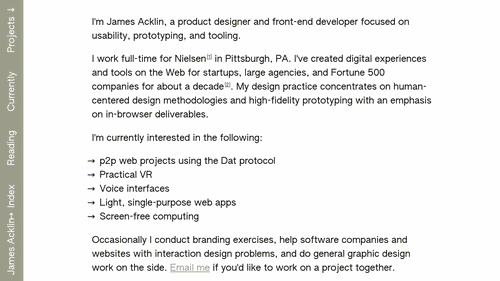 Projects ↓
Currently
Reading
James Acklin→ Index
I'm James Acklin, a product designer and front-end developer focused on
usability, prototyping, and tooling.
I work full-time for Nielsen[1] in Pittsburgh, PA. I've created digital experiences
and tools on the Web for startups, large agencies, and Fortune 500
companies for about a decade[2]. My design practice concentrates on human-
centered design methodologies and high-fidelity prototyping with an emphasis
on in-browser deliverables.
I'm currently interested in the following:
→ p2p web projects using the Dat protocol
→ Practical VR
→ Voice interfaces
→ Light, single-purpose web apps
→ Screen-free computing
Occasionally I conduct branding exercises, help software companies and
websites with interaction design problems, and do general graphic design
work on the side. Email me if you'd like to work on a project together.